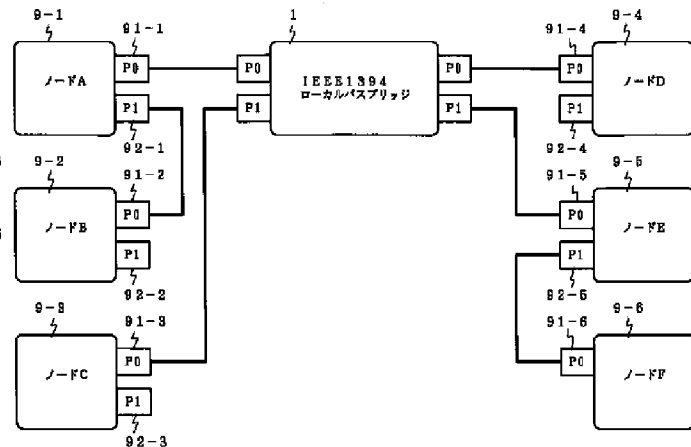 9-1
91-1
1
91-4
9-4
ノードA
P0
P0
IEEE1394
ローカルバスブリッジ
P0
P0
ノードD
P1
P1
P1
P1
92-1
92-4
9-2
91-2
91-5
9-5
ノードB
P0
P0
ノードE
P1
P1
92-2
92-5
9-3
91-3
91-6
9-6
ノードC
P0
P0
ノードF
P1
92-3